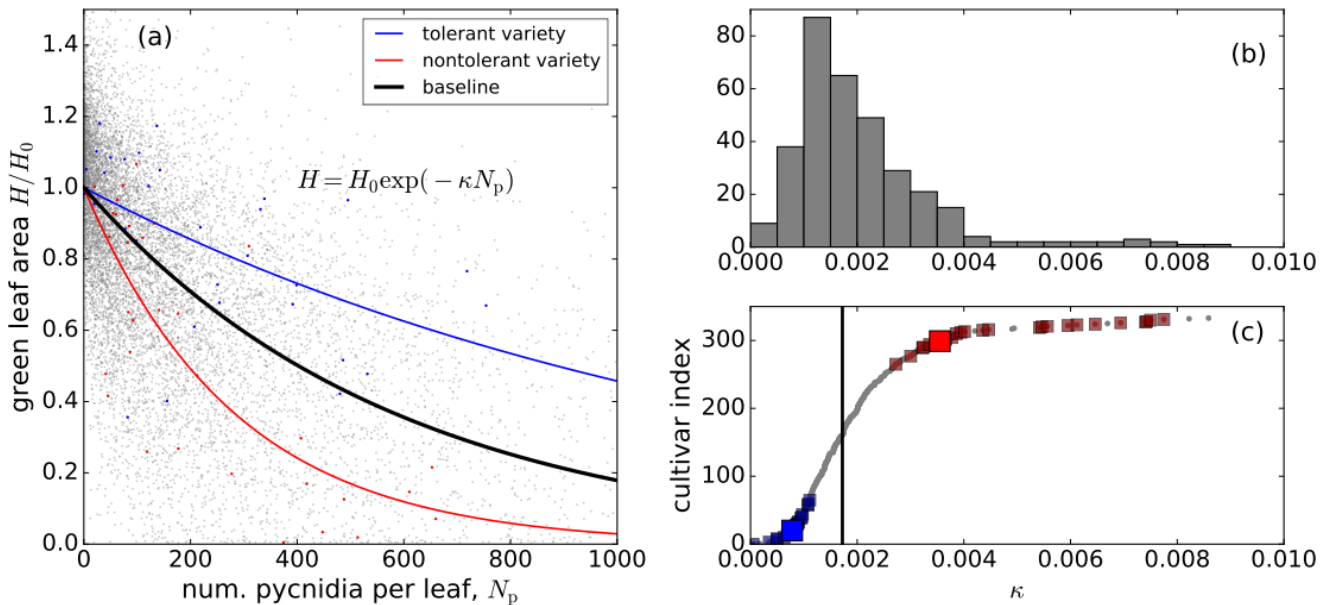 (a)
tolerant variety
nontolerant variety
baseline
H = H₀exp(−κNₚ)
green leaf area H/H₀
1.4
1.2
1.0
0.8
0.6
0.4
0.2
0.0
0 200 400 600 800 1000
num. pycnidia per leaf, Nₚ
(b)
80
60
40
20
0
0.000 0.002 0.004 0.006 0.008 0.010
(c)
cultivar index
300
200
100
0
0.000 0.002 0.004 0.006 0.008 0.010
κ